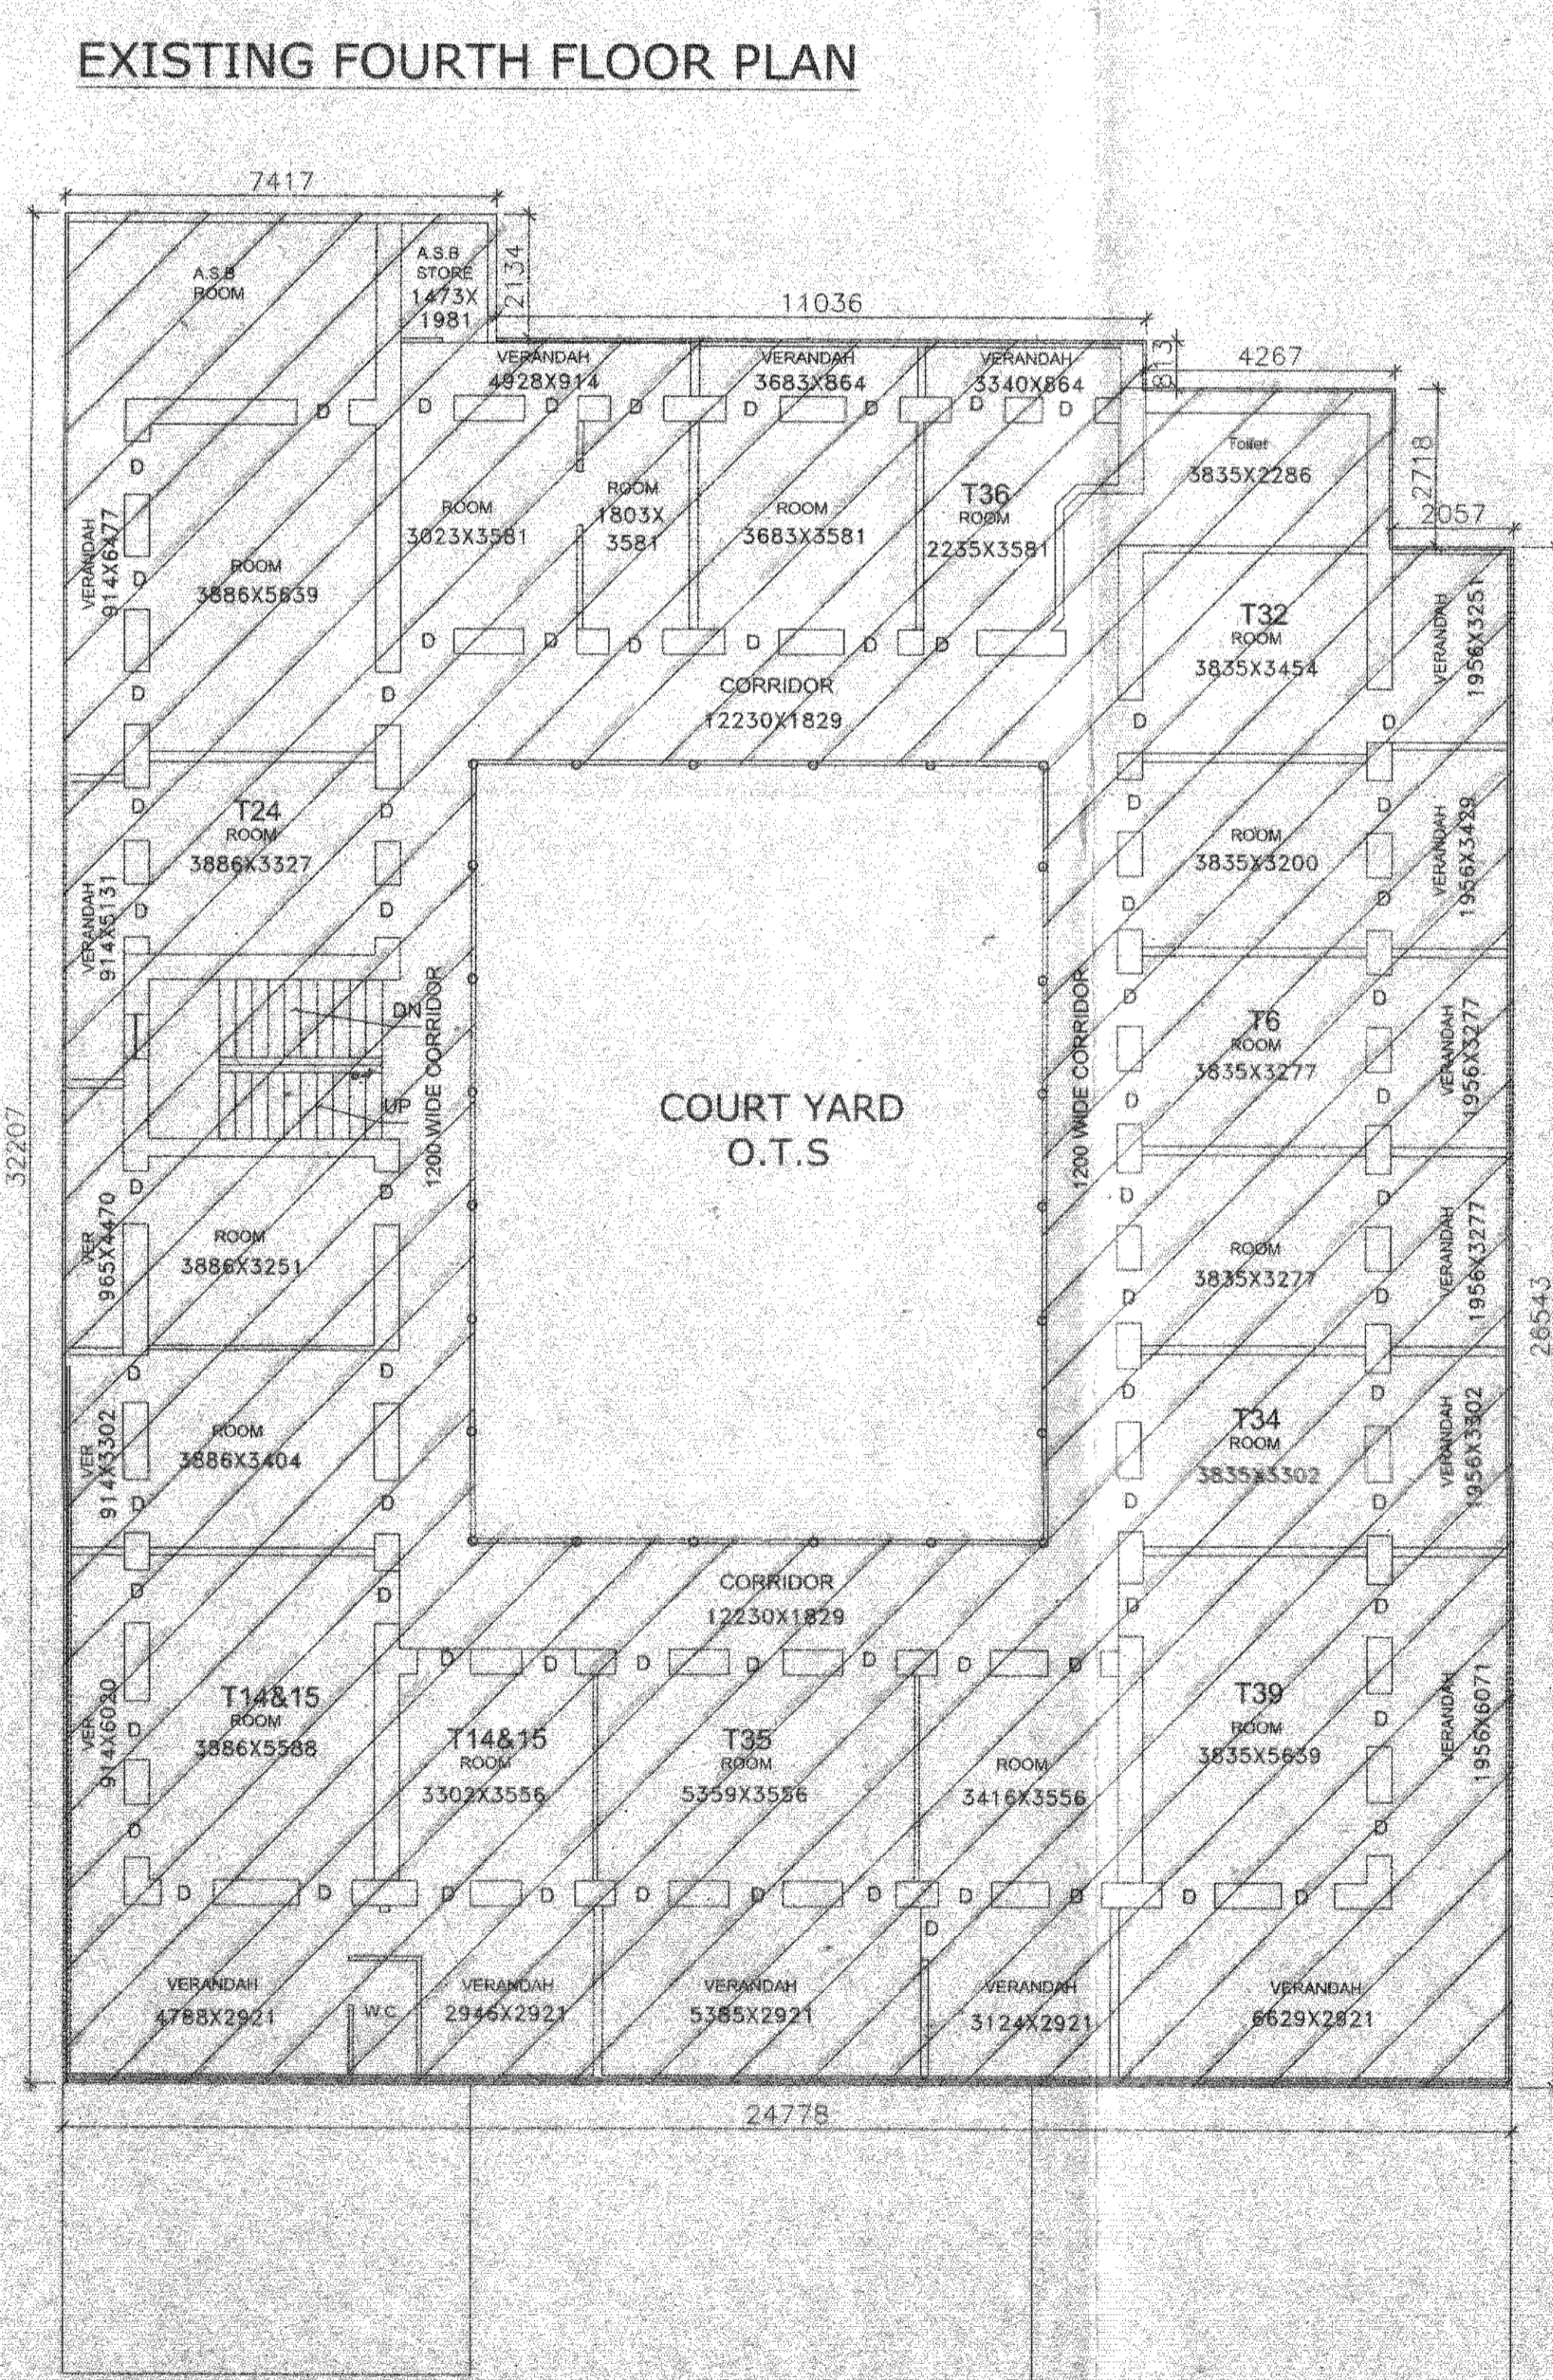 EXISTING FOURTH FLOOR PLAN
7417
2134
11036
813
4267
2718
2057
32207
26543
24778
A.S.B
ROOM
A.S.B
STORE
1473X
1981
VERANDAH
4928X914
VERANDAH
3683X864
VERANDAH
3340X864
D D D D D D D D
Toilet
3835X2286
D
VERANDAH
914X6477
D
ROOM
3886X5639
ROOM
3023X3581
ROOM
1803X
3581
ROOM
3683X3581
T36
ROOM
2235X3581
D D D D D D
T32
ROOM
3835X3454
VERANDAH
1956X3251
CORRIDOR
12230X1829
D D D D
D D D D
T24
ROOM
3886X3327
ROOM
3835X3200
VERANDAH
1956X3429
VERANDAH
914X5131
D D D D
1200 WIDE CORRIDOR
DN
UP
COURT YARD
O.T.S
1200 WIDE CORRIDOR
D D
T6
ROOM
3835X3277
VERANDAH
1956X3277
D D
D D D D
VER
965X4470
ROOM
3886X3251
ROOM
3835X3277
VERANDAH
1956X3277
D D
D D D D
VER
914X3302
ROOM
3886X3404
T34
ROOM
3835X3302
VERANDAH
1956X3302
D D D D
CORRIDOR
12230X1829
D D D D
D D D D D D
VER
914X6020
T14&15
ROOM
3886X5588
T14&15
ROOM
3302X3556
T35
ROOM
5359X3556
ROOM
3416X3556
T39
ROOM
3835X5639
VERANDAH
1956X6071
D D
D D
D D D D D D D D D D
D
VERANDAH
4788X2921
W.C
VERANDAH
2946X2921
VERANDAH
5385X2921
VERANDAH
3124X2921
VERANDAH
6629X2921